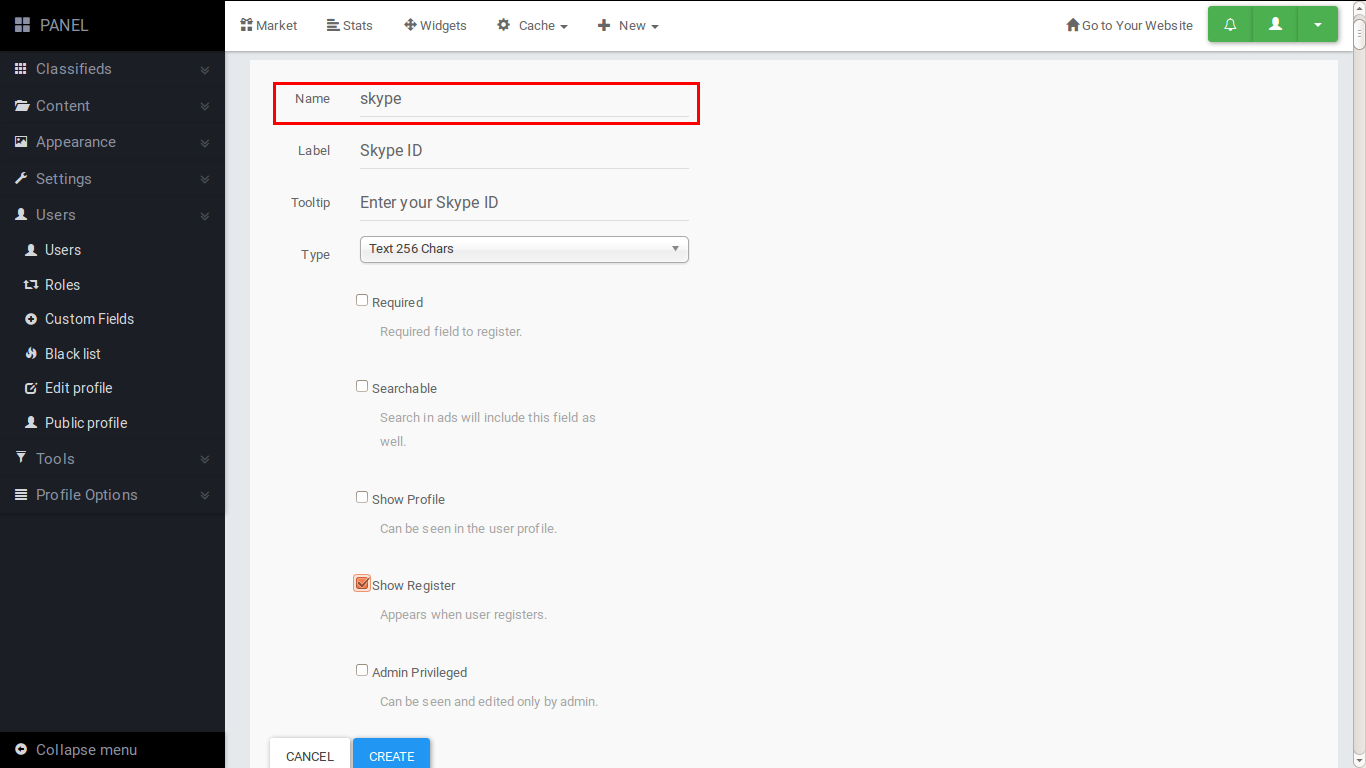 PANEL
Market Stats Widgets Cache New Go to Your Website
Classifieds
Content
Appearance
Settings
Users
Users
Roles
Custom Fields
Black list
Edit profile
Public profile
Tools
Profile Options
Collapse menu
Name skype
Label Skype ID
Tooltip Enter your Skype ID
Type Text 256 Chars
Required
Required field to register.
Searchable
Search in ads will include this field as
well.
Show Profile
Can be seen in the user profile.
Show Register
Appears when user registers.
Admin Privileged
Can be seen and edited only by admin.
CANCEL CREATE